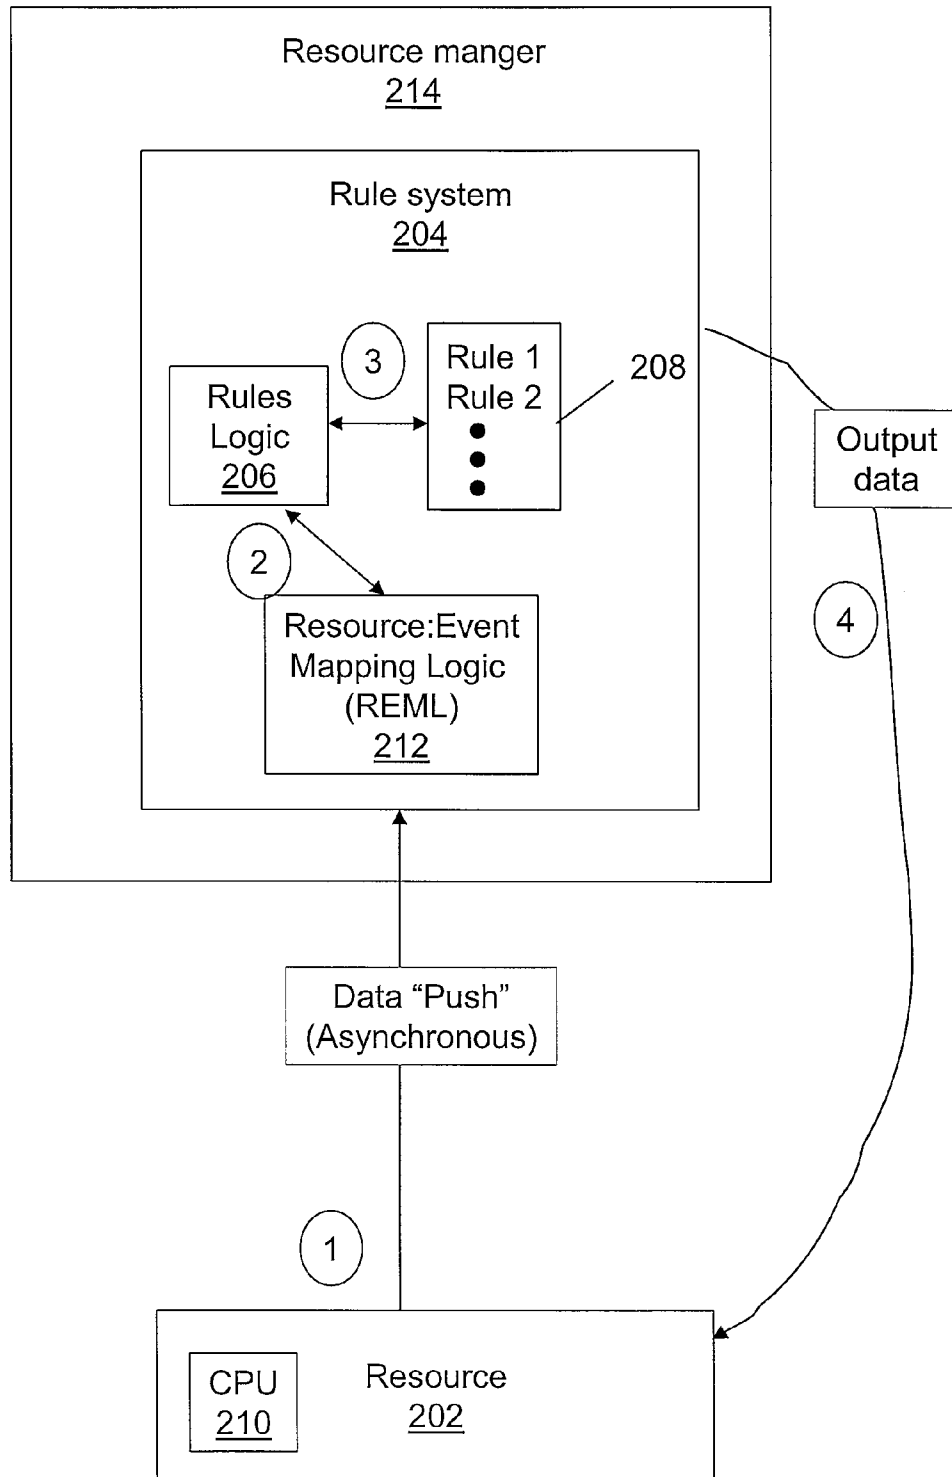 Resource manger
214
Rule system
204
3
Rule 1
Rule 2
208
Rules
Logic
206
Output
data
2
Resource:Event
Mapping Logic
(REML)
212
4
Data “Push”
(Asynchronous)
1
CPU
210
Resource
202